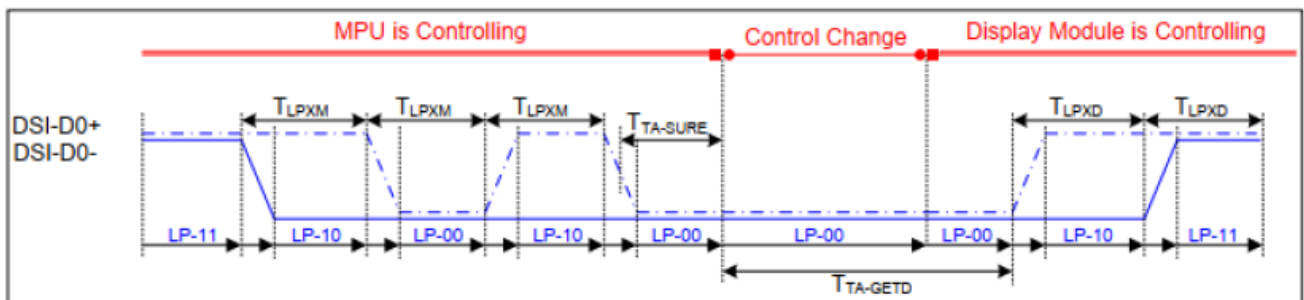 MPU is Controlling Control Change Display Module is Controlling
TLPXM TLPXM TLPXM TLPXD TLPXD
DSI-D0+ TTA-SURE
DSI-D0-
LP-11 LP-10 LP-00 LP-10 LP-00 LP-00 LP-00 LP-10 LP-11
TTA-GETD